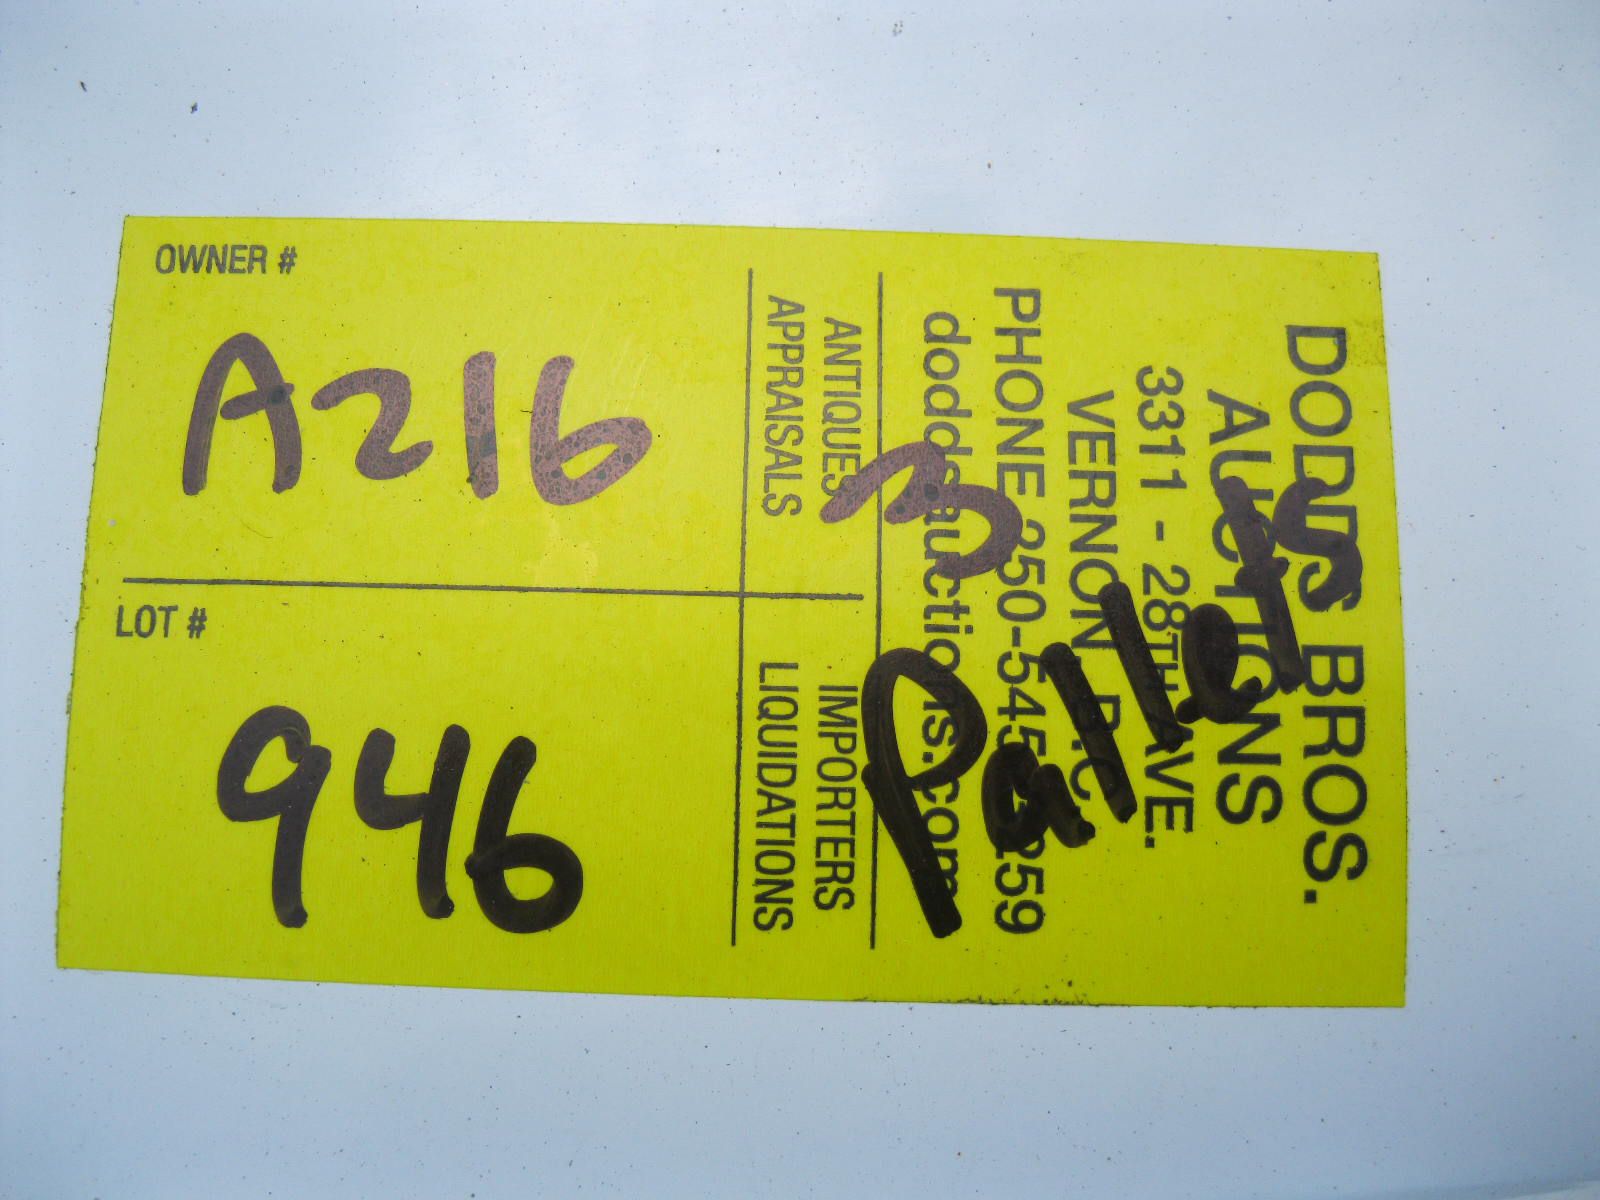 OWNER #
A216
LOT #
946
DODDS BROS.
AUCTIONS
3311 - 28TH AVE.
VERNON, B.C.
PHONE 250-545-3259
doddsauctions.com
ANTIQUES
IMPORTERS
APPRAISALS
LIQUIDATIONS
3
Pallets